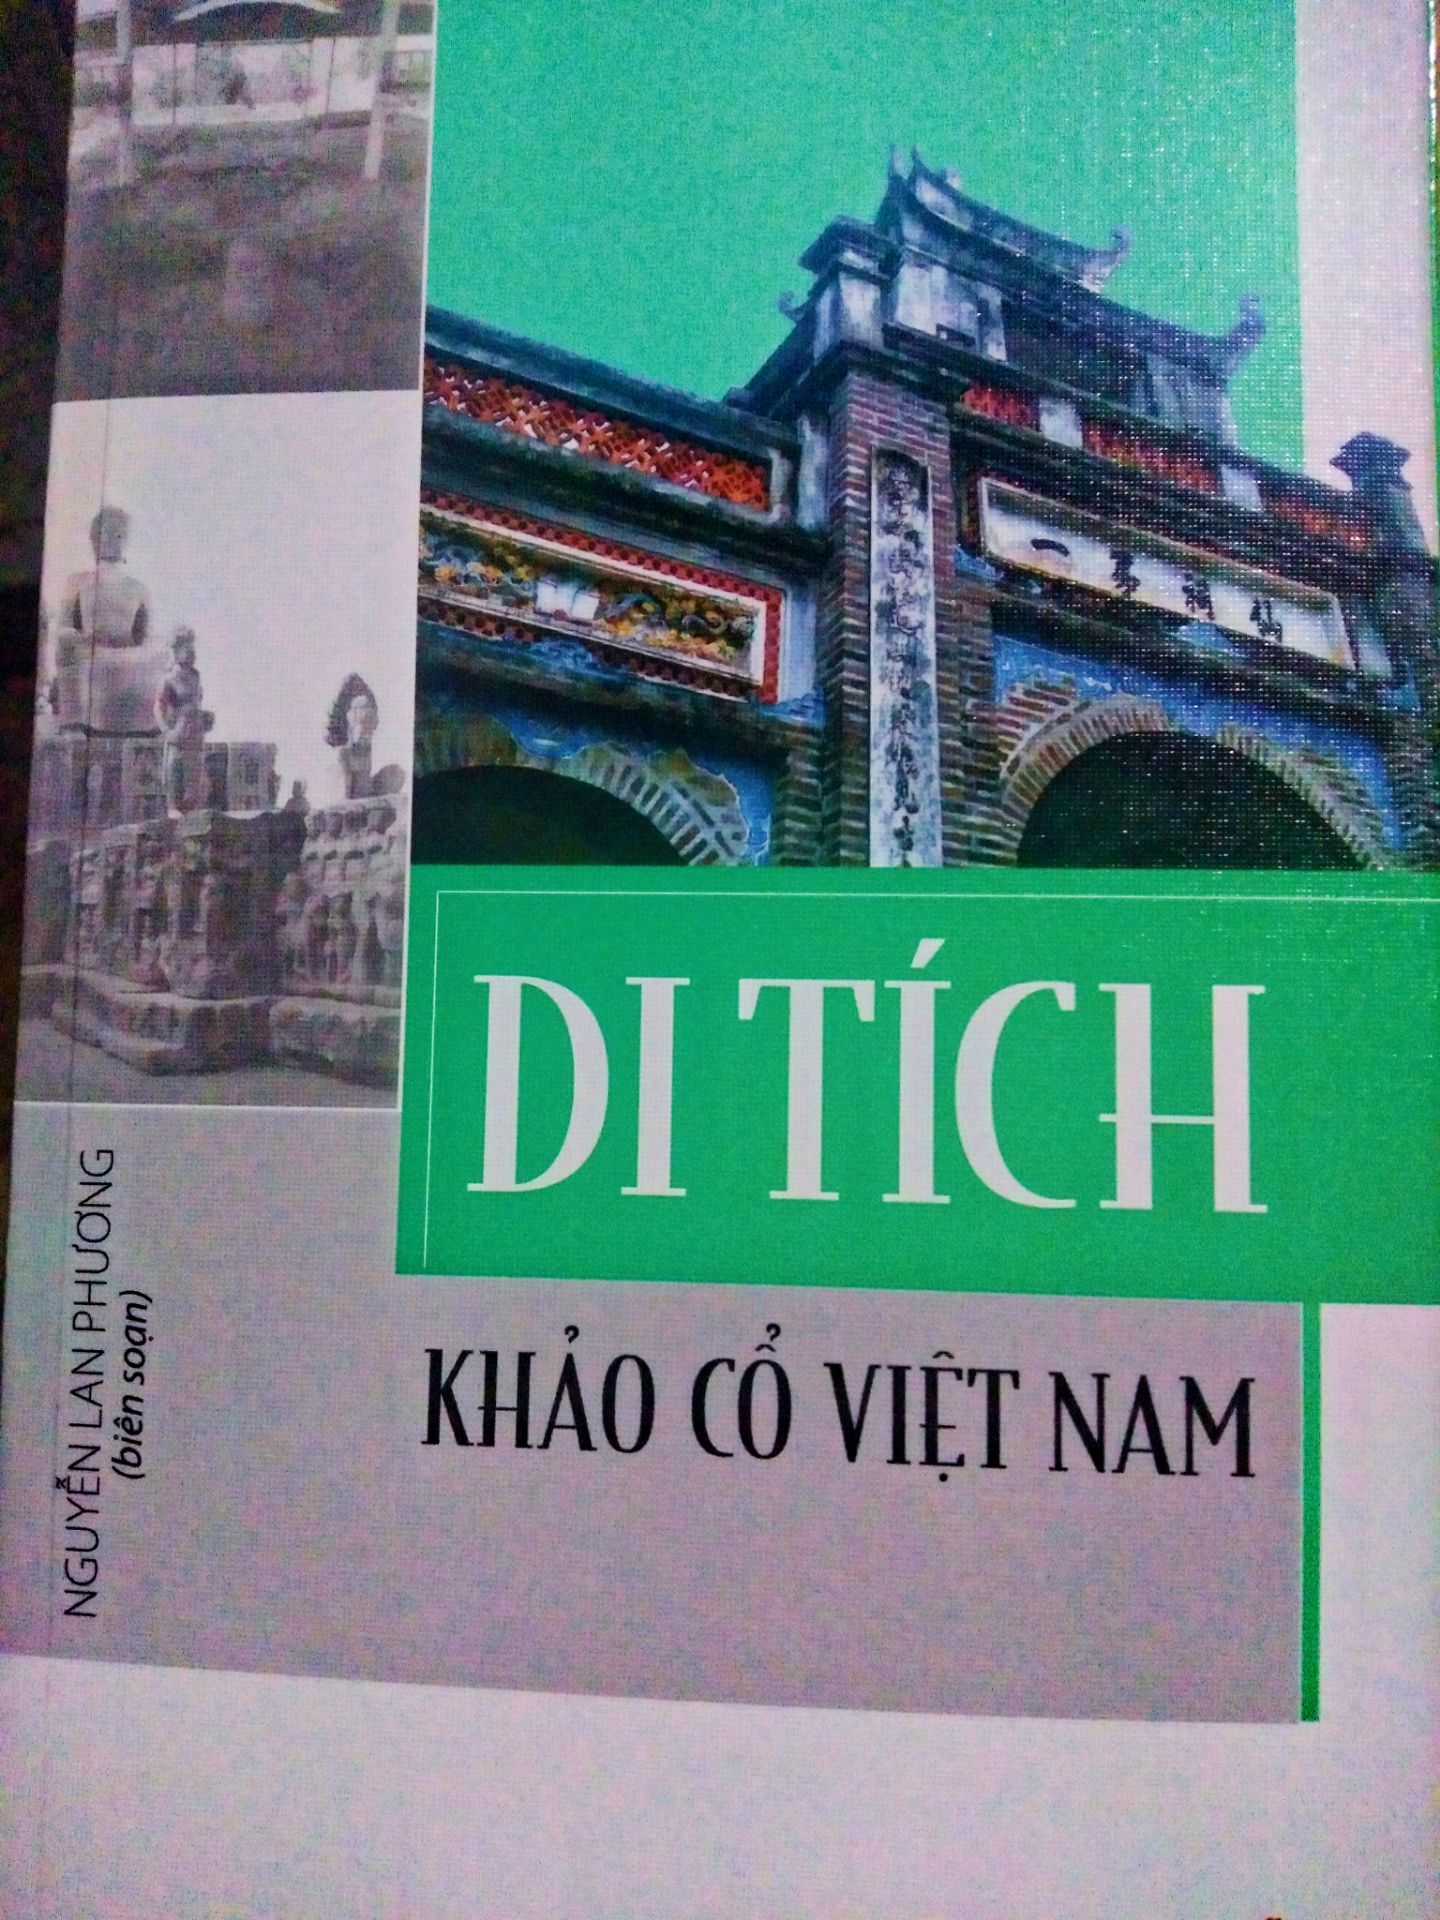 DI TÍCH
KHẢO CỔ VIỆT NAM
NGUYỄN LAN PHƯƠNG
(biên soạn)